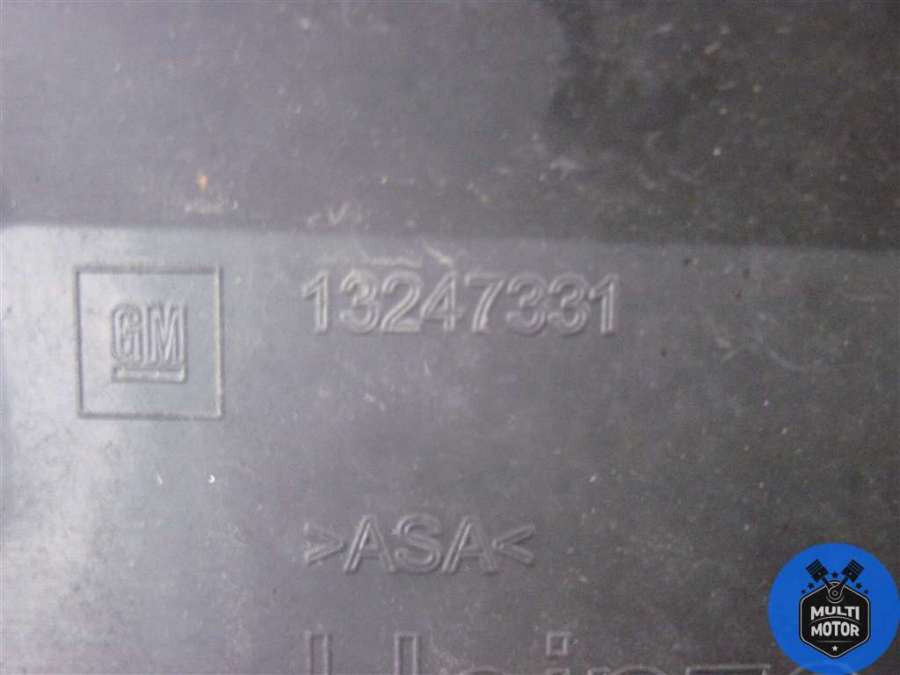 GM
13247331
>ASA<
MULTI
MOTOR